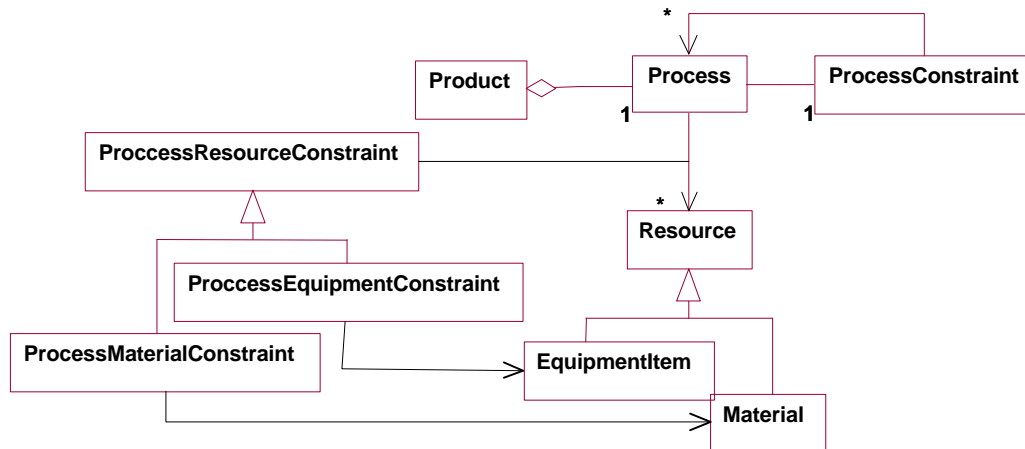 *
Product
Process
ProcessConstraint
1
1
ProccessResourceConstraint
*
Resource
ProccessEquipmentConstraint
ProcessMaterialConstraint
EquipmentItem
Material